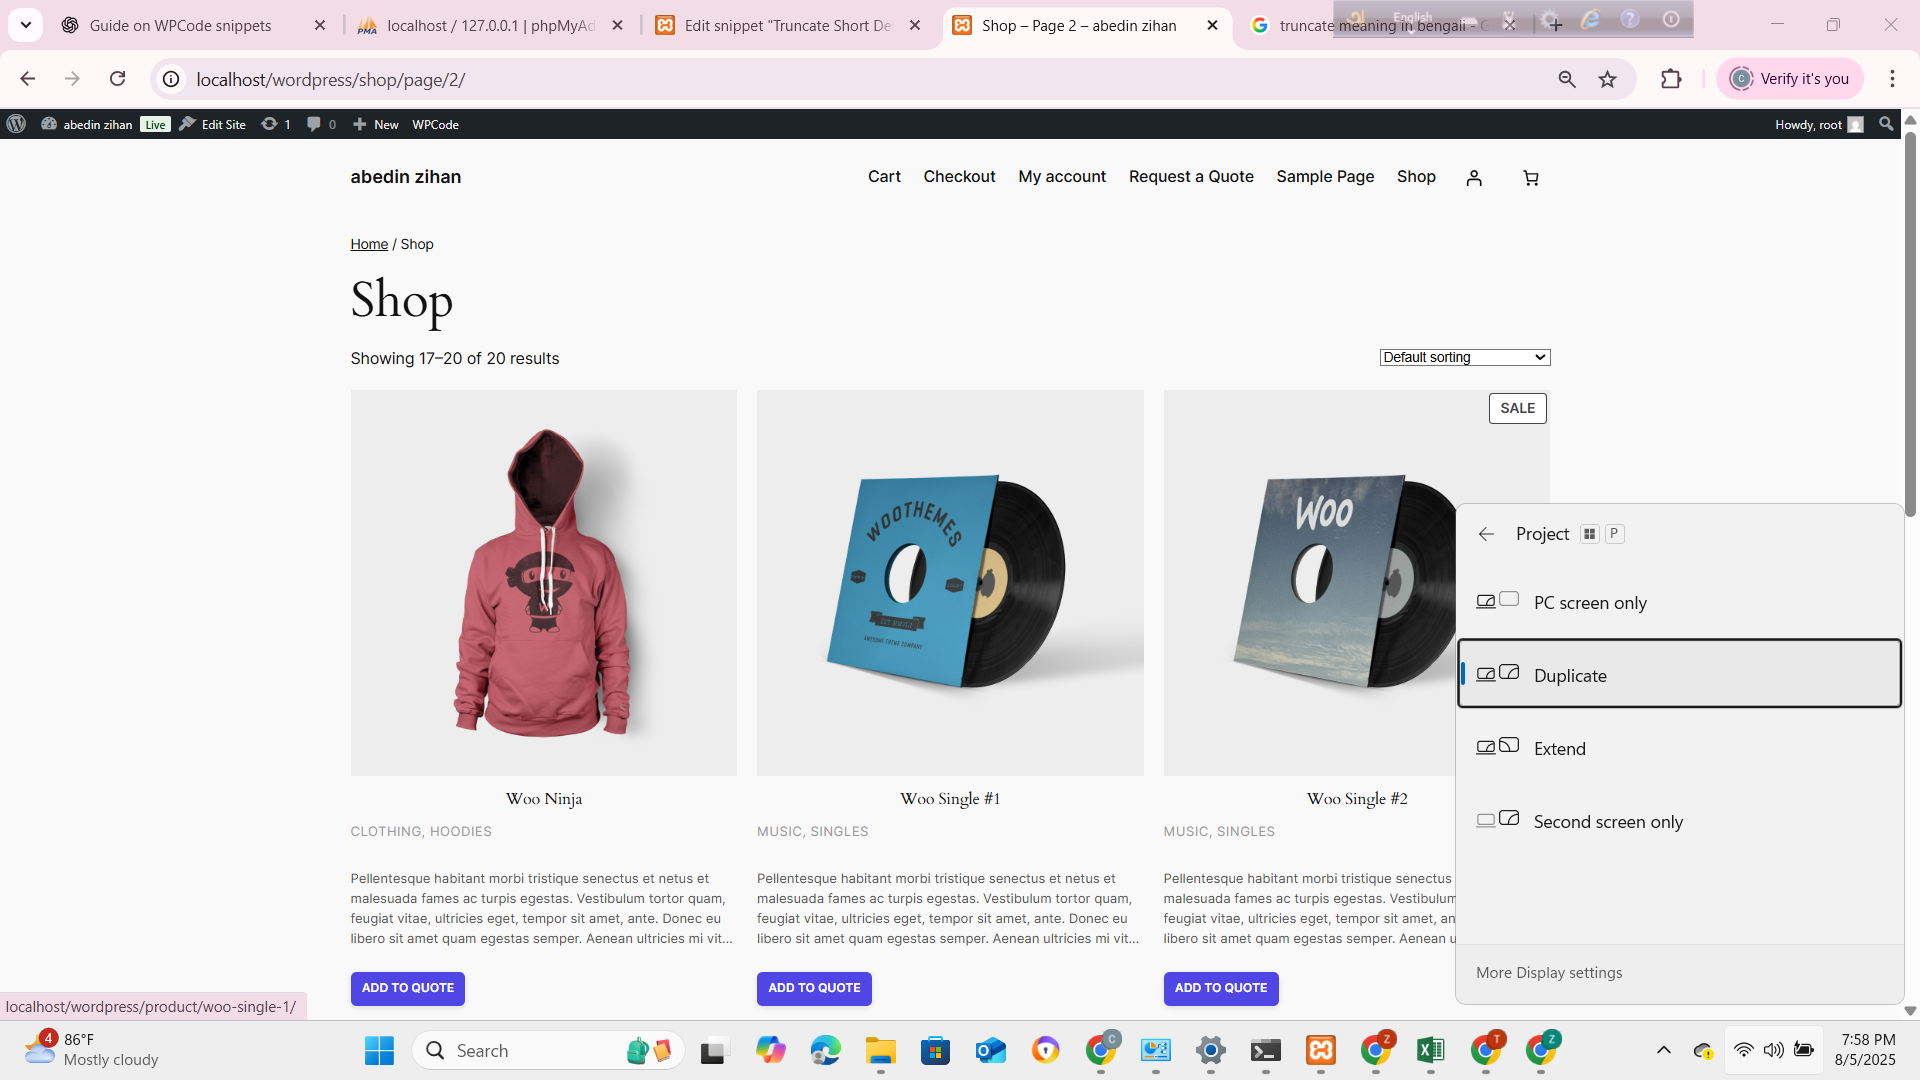 Guide on WPCode snippets
localhost / 127.0.0.1 | phpMyAd
Edit snippet "Truncate Short De
Shop – Page 2 – abedin zihan
truncate meaning in bengali - G
English
localhost/wordpress/shop/page/2/
Verify it's you
abedin zihan
Live
Edit Site
1
0
New
WPCode
Howdy, root
abedin zihan
Cart
Checkout
My account
Request a Quote
Sample Page
Shop
Home / Shop
Shop
Showing 17–20 of 20 results
Default sorting
SALE
WOOTHEMES
WOO
Woo Ninja
Woo Single #1
Woo Single #2
CLOTHING, HOODIES
MUSIC, SINGLES
MUSIC, SINGLES
Pellentesque habitant morbi tristique senectus et netus et
malesuada fames ac turpis egestas. Vestibulum tortor quam,
feugiat vitae, ultricies eget, tempor sit amet, ante. Donec eu
libero sit amet quam egestas semper. Aenean ultricies mi vit...
Pellentesque habitant morbi tristique senectus et netus et
malesuada fames ac turpis egestas. Vestibulum tortor quam,
feugiat vitae, ultricies eget, tempor sit amet, ante. Donec eu
libero sit amet quam egestas semper. Aenean ultricies mi vit...
Pellentesque habitant morbi tristique senectus
malesuada fames ac turpis egestas. Vestibulum
feugiat vitae, ultricies eget, tempor sit amet, an
libero sit amet quam egestas semper. Aenean u
ADD TO QUOTE
ADD TO QUOTE
ADD TO QUOTE
Project
P
PC screen only
Duplicate
Extend
Second screen only
More Display settings
localhost/wordpress/product/woo-single-1/
4
86°F
Mostly cloudy
Search
C
Z
T
Z
7:58 PM
8/5/2025